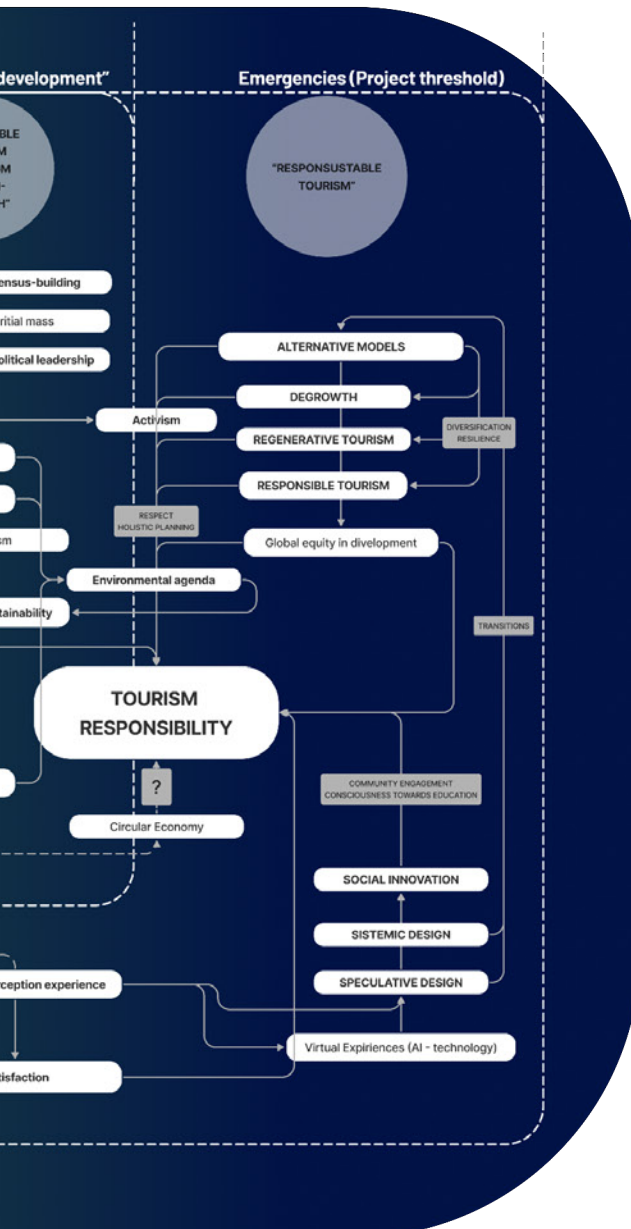 development”
Emergencies (Project threshold)
BLE
M
M
N-
H”
“RESPONSUSTABLE
TOURISM”
ensus-building
ritial mass
olitical leadership
ALTERNATIVE MODELS
DEGROWTH
Activism
DIVERSIFICATION
RESILIENCE
REGENERATIVE TOURISM
RESPONSIBLE TOURISM
RESPECT
HOLISTIC PLANNING
sm
Global equity in divelopment
Environmental agenda
tainability
TRANSITIONS
TOURISM
RESPONSIBILITY
?
COMMUNITY ENGAGEMENT
CONSCIOUSNESS TOWARDS EDUCATION
Circular Economy
SOCIAL INNOVATION
SISTEMIC DESIGN
SPECULATIVE DESIGN
ception experience
Virtual Expiriences (AI - technology)
tisfaction